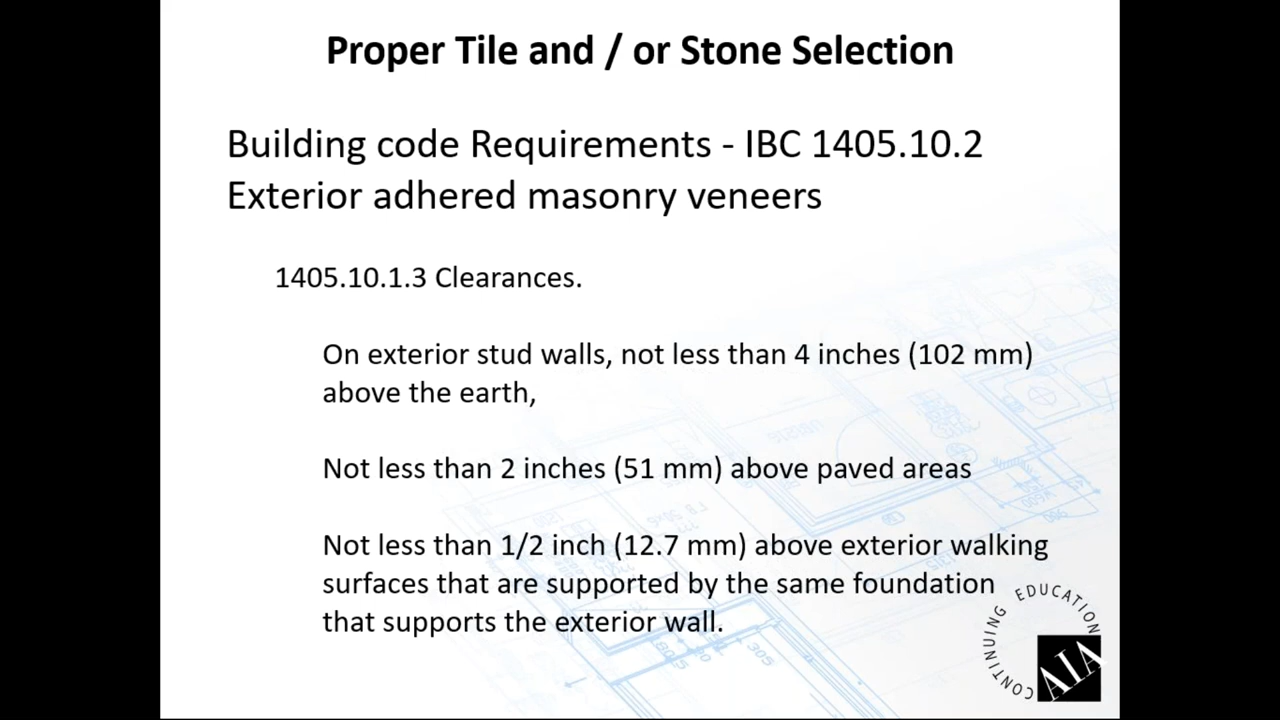 Proper Tile and / or Stone Selection
Building code Requirements - IBC 1405.10.2
Exterior adhered masonry veneers
1405.10.1.3 Clearances.
On exterior stud walls, not less than 4 inches (102 mm)
above the earth,
Not less than 2 inches (51 mm) above paved areas
Not less than 1/2 inch (12.7 mm) above exterior walking
surfaces that are supported by the same foundation
that supports the exterior wall.
CONTINUING EDUCATION
AIA
305